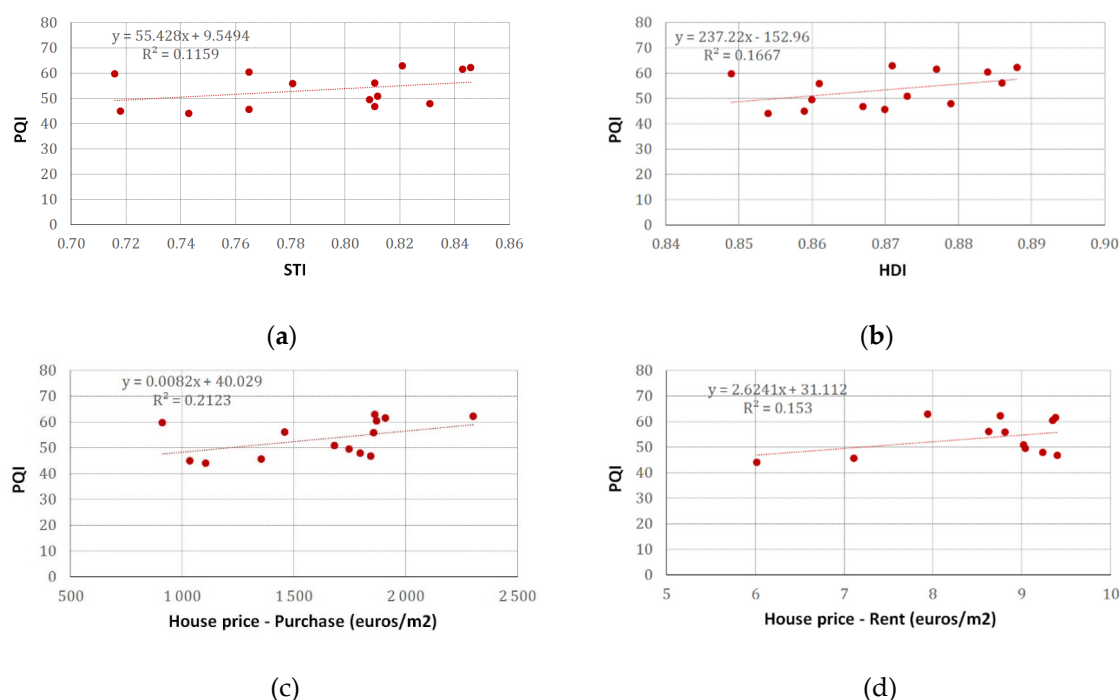 80
70
60
50
40
30
20
10
0
PQI
y = 55.428x + 9.5494
R² = 0.1159
0.70 0.72 0.74 0.76 0.78 0.80 0.82 0.84 0.86
STI
(a)
80
70
60
50
40
30
20
10
0
PQI
y = 237.22x - 152.96
R² = 0.1667
0.84 0.85 0.86 0.87 0.88 0.89 0.90
HDI
(b)
80
70
60
50
40
30
20
10
0
PQI
y = 0.0082x + 40.029
R² = 0.2123
500 1 000 1 500 2 000 2 500
House price - Purchase (euros/m2)
(c)
80
70
60
50
40
30
20
10
0
PQI
y = 2.6241x + 31.112
R² = 0.153
5 6 7 8 9 10
House price - Rent (euros/m2)
(d)